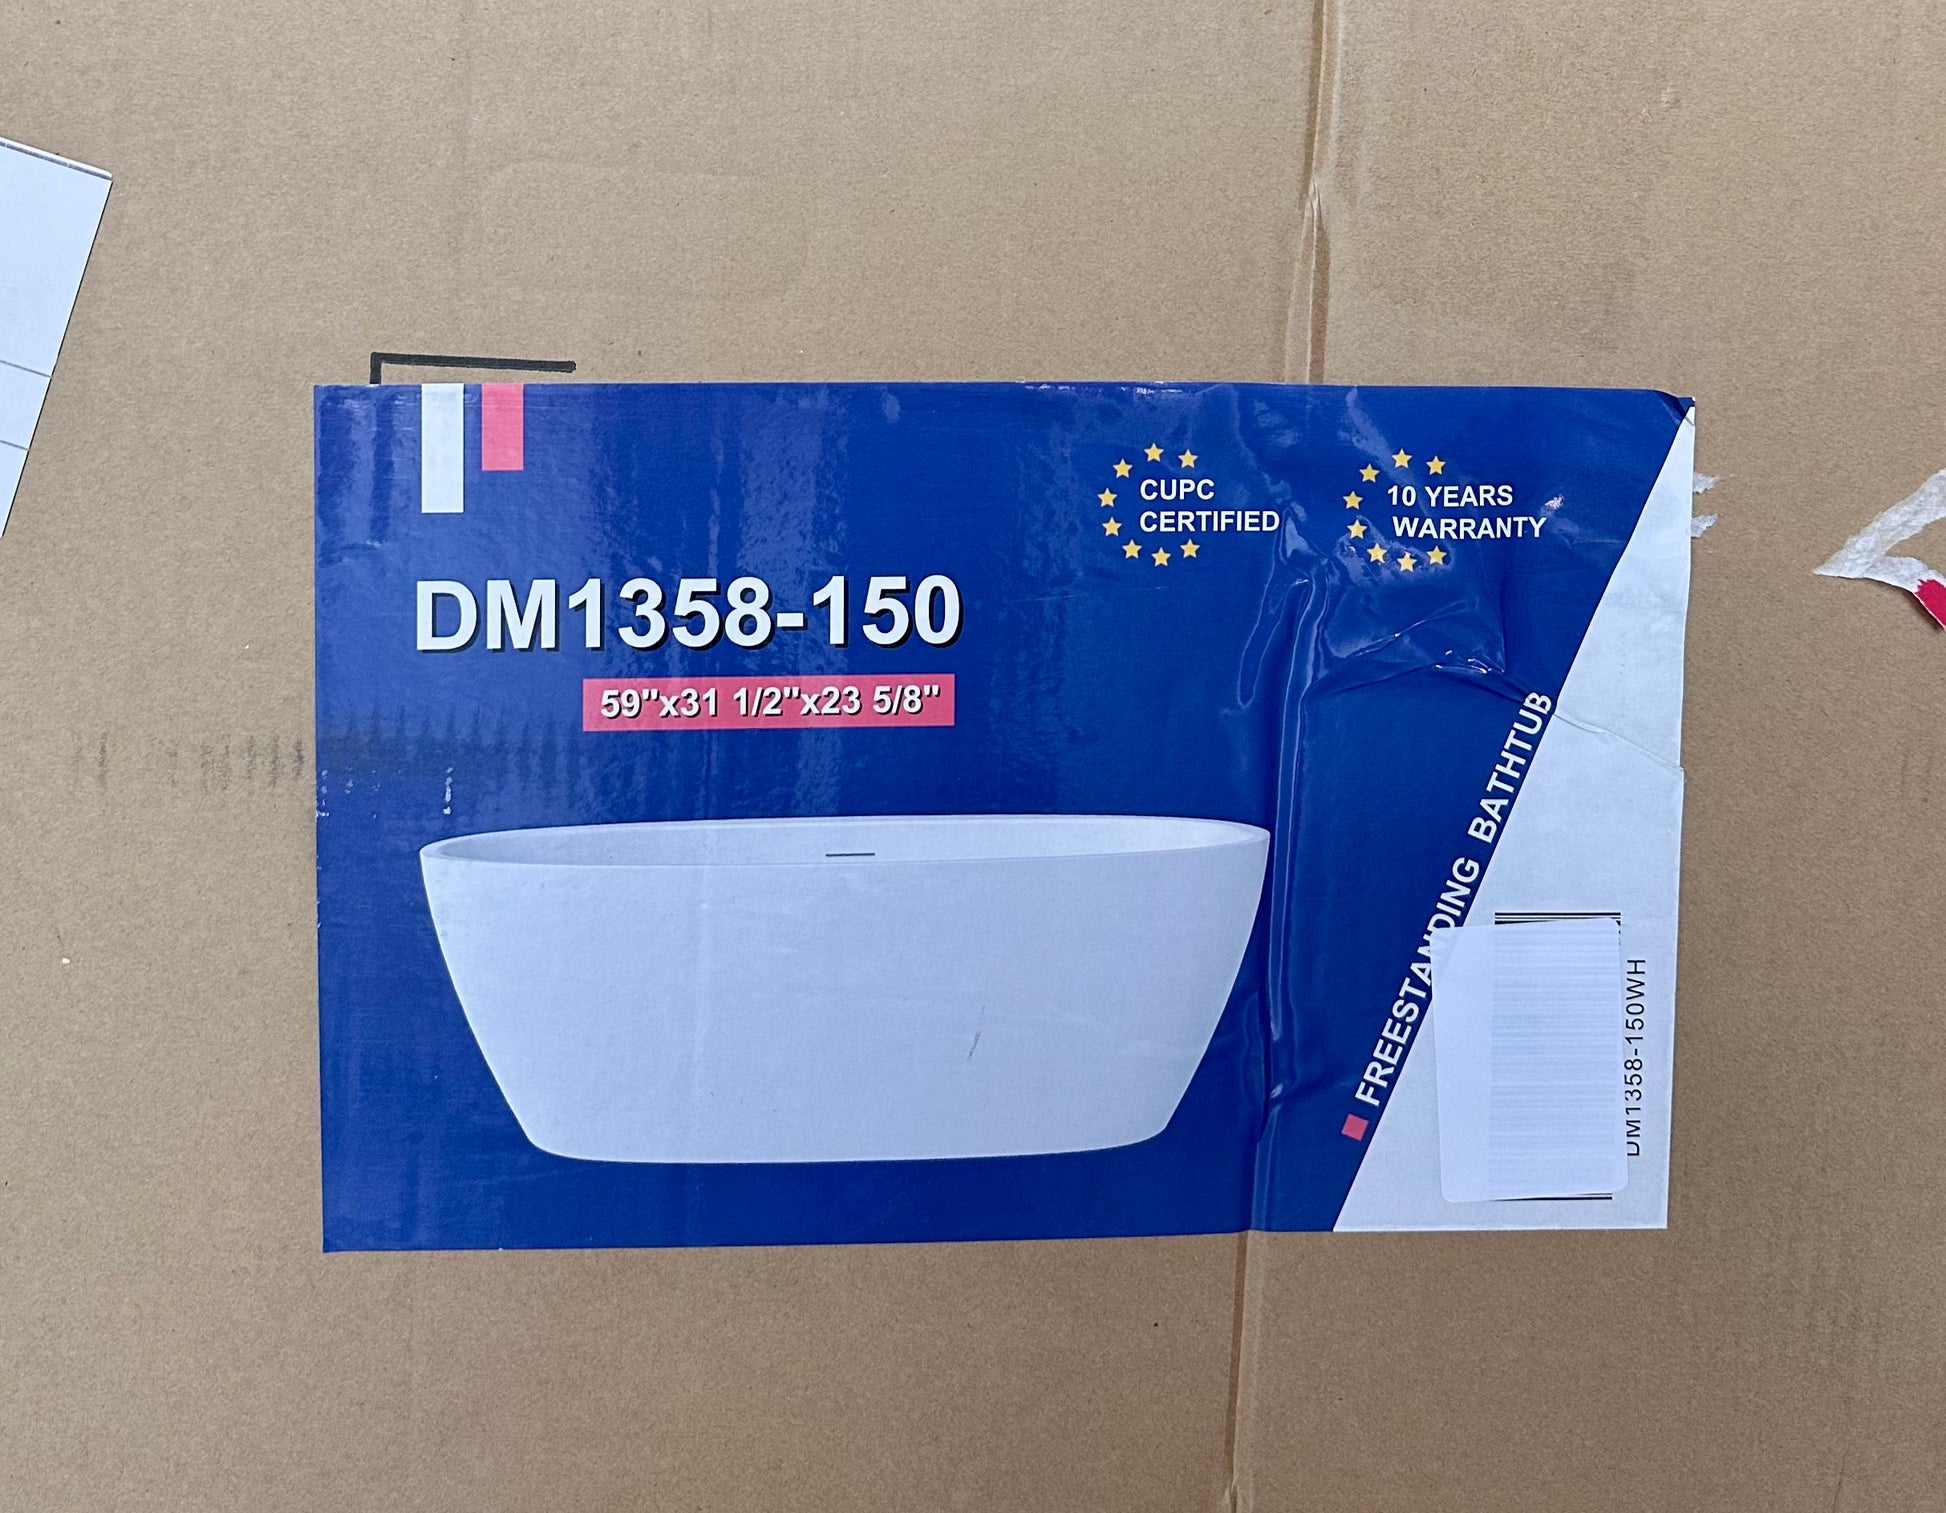 CUPC
CERTIFIED
10 YEARS
WARRANTY
DM1358-150
59"x31 1/2"x23 5/8"
FREESTANDING BATHTUB
DM1358-150WH